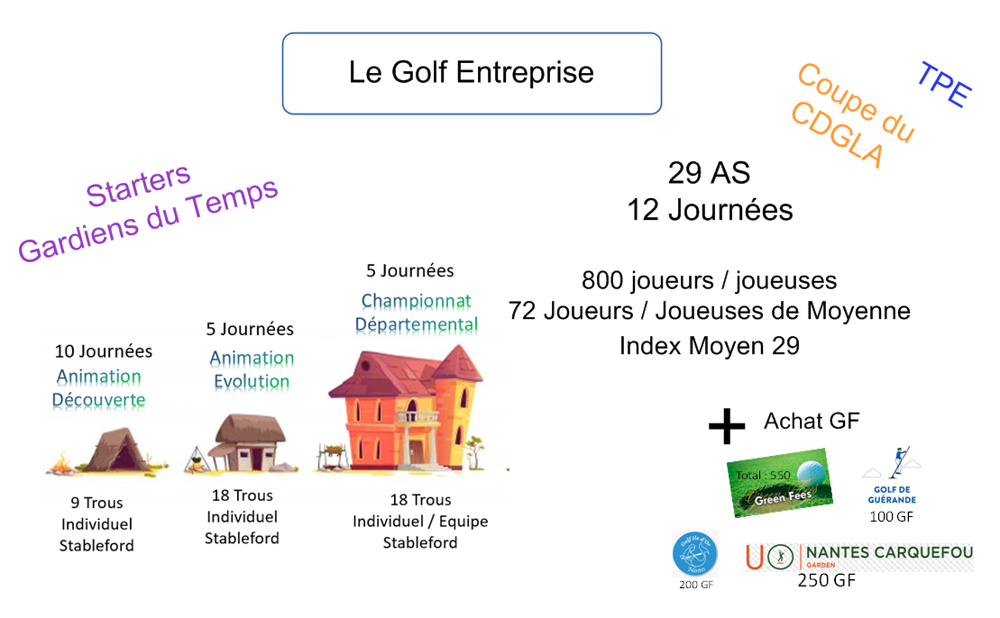 Le Golf Entreprise
Coupe du
CDGLA
TPE
Starters
Gardiens du Temps
29 AS
12 Journées
800 joueurs / joueuses
72 Joueurs / Joueuses de Moyenne
Index Moyen 29
10 Journées
Animation
Découverte
9 Trous
Individuel
Stableford
5 Journées
Animation
Evolution
18 Trous
Individuel
Stableford
5 Journées
Championnat
Départemental
18 Trous
Individuel / Equipe
Stableford
+ Achat GF
Total : 550
Green Fees
GOLF DE
GUÉRANDE
100 GF
Golf Ile d'Or
Nantes
200 GF
UGO NANTES CARQUEFOU
GARDEN
250 GF